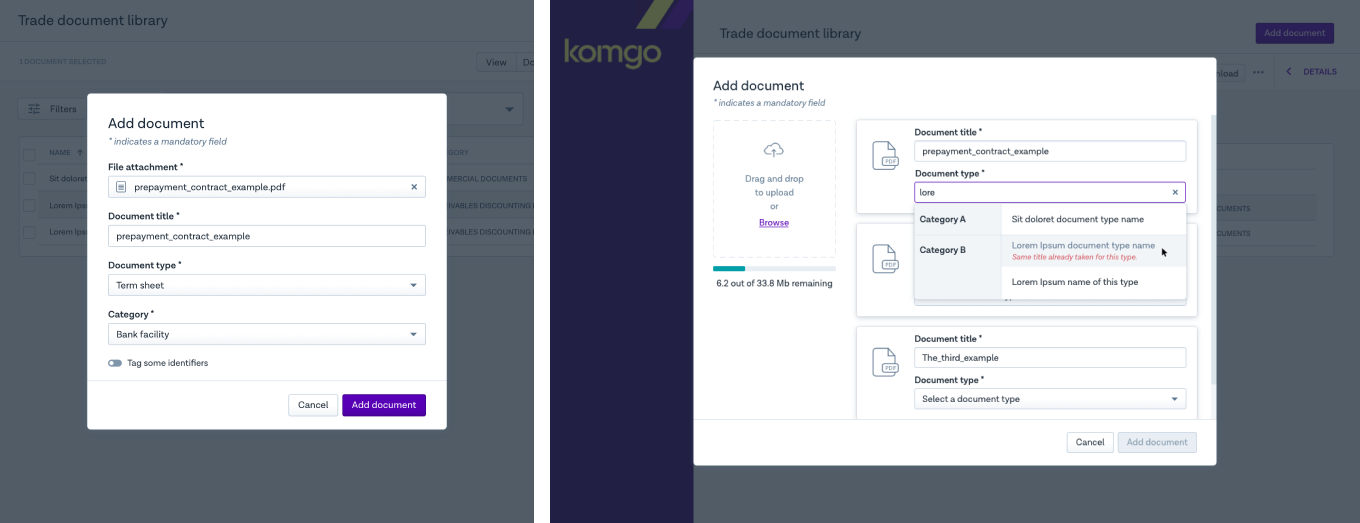 Trade document library
1 DOCUMENT SELECTED
View
Filters
NAME
GORY
Sit doloret
MERCIAL DOCUMENTS
Lorem Ips
IVABLES DISCOUNTING
Lorem Ips
IVABLES DISCOUNTING
Add document
* indicates a mandatory field
File attachment *
prepayment_contract_example.pdf
Document title *
prepayment_contract_example
Document type *
Term sheet
Category *
Bank facility
Tag some identifiers
Cancel
Add document
komgo
Trade document library
Add document
nload
DETAILS
CUMENTS
CUMENTS
Add document
* indicates a mandatory field
Drag and drop
to upload
or
Browse
6.2 out of 33.8 Mb remaining
PDF
Document title *
prepayment_contract_example
Document type *
lore
Category A
Sit doloret document type name
Category B
Lorem Ipsum document type name
Same title already taken for this type.
Lorem Ipsum name of this type
PDF
PDF
Document title *
The_third_example
Document type *
Select a document type
Cancel
Add document